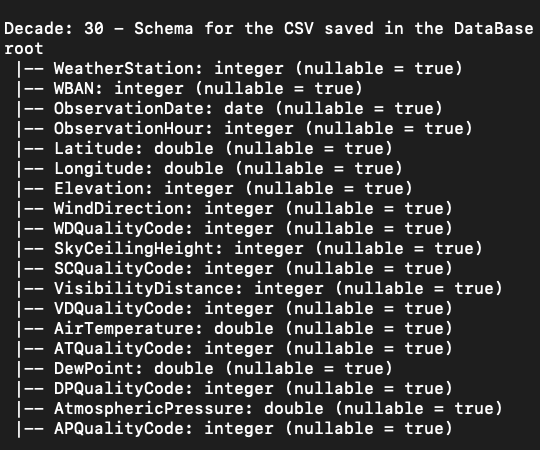 Decade: 30 - Schema for the CSV saved in the DataBase
root
 |-- WeatherStation: integer (nullable = true)
 |-- WBAN: integer (nullable = true)
 |-- ObservationDate: date (nullable = true)
 |-- ObservationHour: integer (nullable = true)
 |-- Latitude: double (nullable = true)
 |-- Longitude: double (nullable = true)
 |-- Elevation: integer (nullable = true)
 |-- WindDirection: integer (nullable = true)
 |-- WDQualityCode: integer (nullable = true)
 |-- SkyCeilingHeight: integer (nullable = true)
 |-- SCQualityCode: integer (nullable = true)
 |-- VisibilityDistance: integer (nullable = true)
 |-- VDQualityCode: integer (nullable = true)
 |-- AirTemperature: double (nullable = true)
 |-- ATQualityCode: integer (nullable = true)
 |-- DewPoint: double (nullable = true)
 |-- DPQualityCode: integer (nullable = true)
 |-- AtmosphericPressure: double (nullable = true)
 |-- APQualityCode: integer (nullable = true)